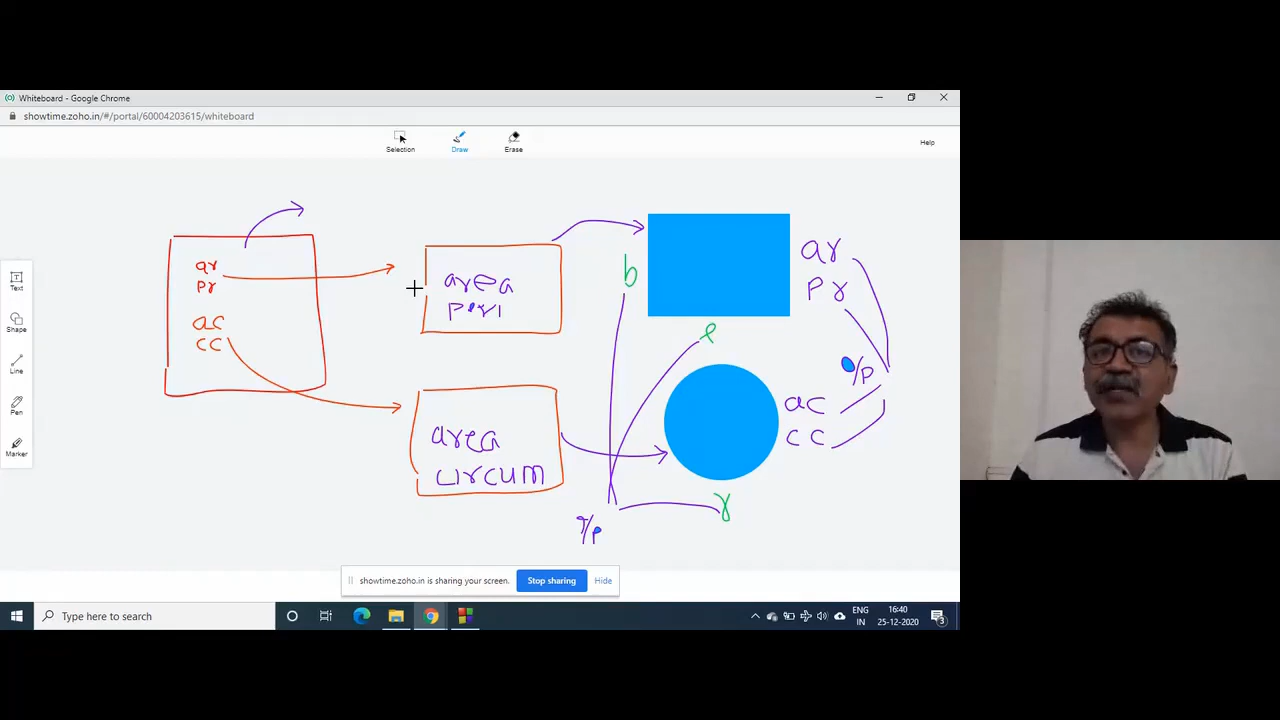 Whiteboard - Google Chrome
showtime.zoho.in/#/portal/60004203615/whiteboard
Selection
Draw
Erase
Help
Text
Shape
Line
Pen
Marker
ar
Pr
ac
cc
area
peri
area
circum
b
l
ar
Pr
O/P
ac
cc
r
I/P
showtime.zoho.in is sharing your screen.
Stop sharing
Hide
Type here to search
ENG
IN
16:40
25-12-2020
3